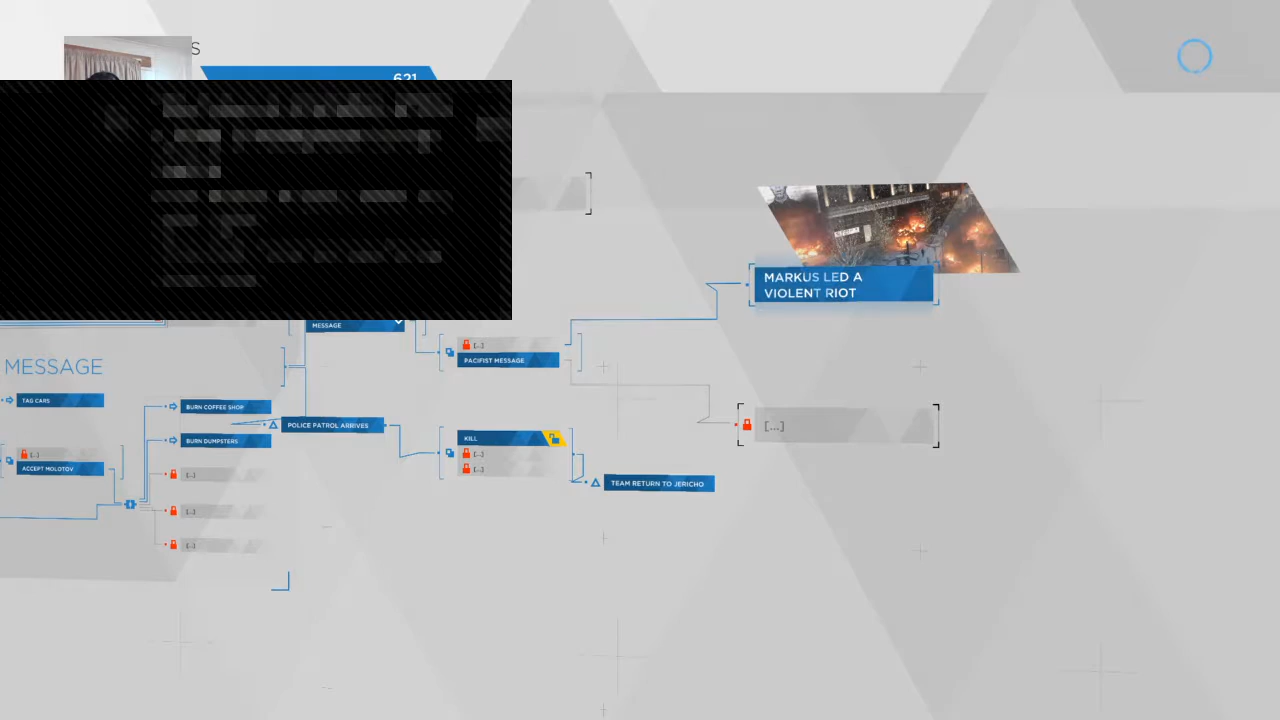 S
621
MARKUS LED A
VIOLENT RIOT
MESSAGE
[...]
PACIFIST MESSAGE
MESSAGE
TAG CARS
BURN COFFEE SHOP
POLICE PATROL ARRIVES
[...]
BURN DUMPSTERS
KILL
[...]
[...]
[...]
ACCEPT MOLOTOV
[...]
TEAM RETURN TO JERICHO
[...]
[...]